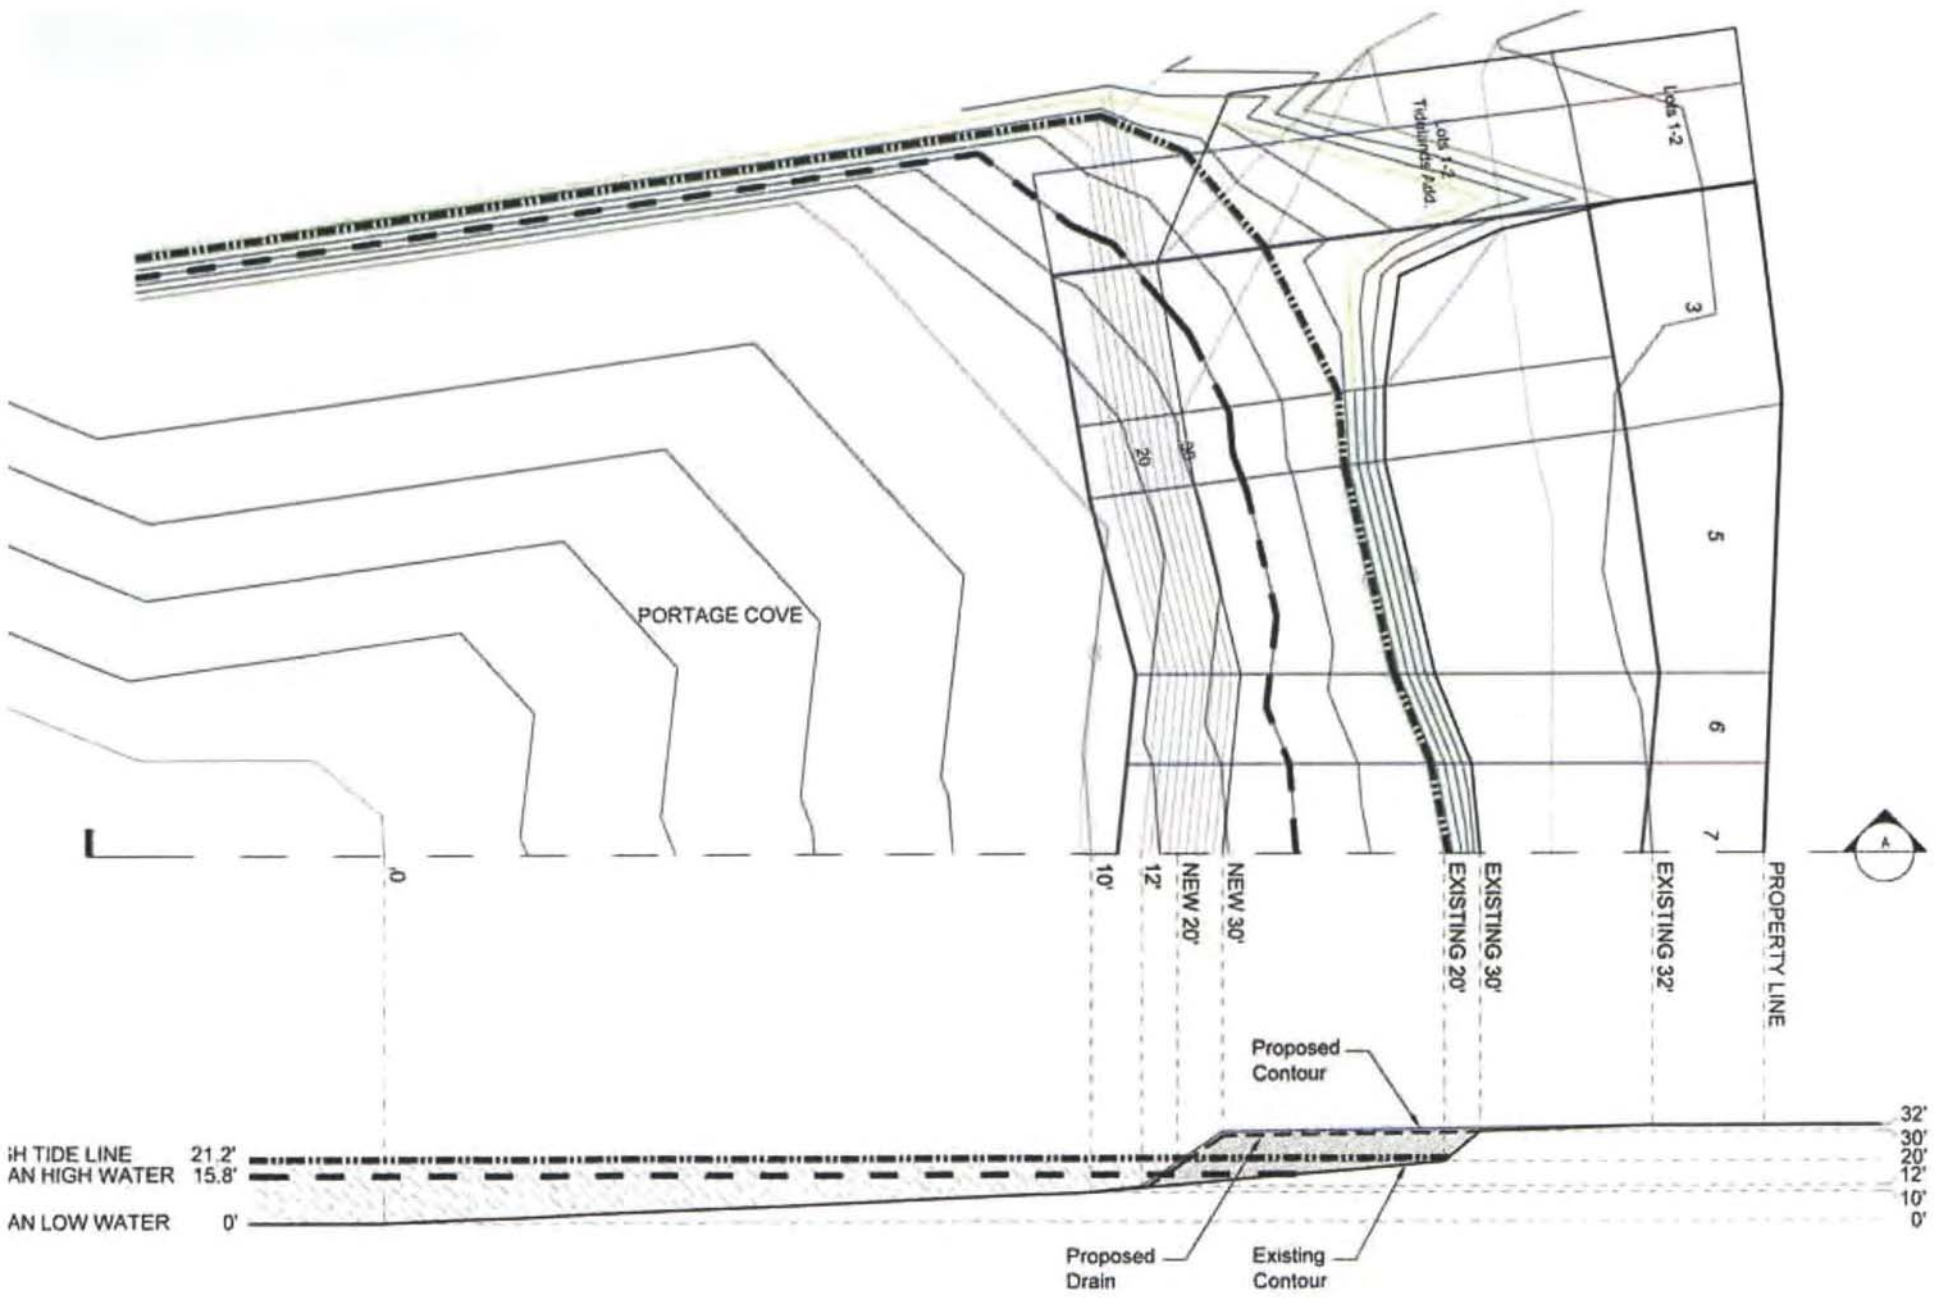 Lots 1-2
Tidelands Add.
Lots 1-2
3
5
6
7
20
30
PORTAGE COVE
A
0'
10'
12'
NEW 20'
NEW 30'
EXISTING 20'
EXISTING 30'
EXISTING 32'
PROPERTY LINE
Proposed
Contour
GH TIDE LINE 21.2'
AN HIGH WATER 15.8'
AN LOW WATER 0'
32'
30'
20'
12'
10'
0'
Proposed
Drain
Existing
Contour